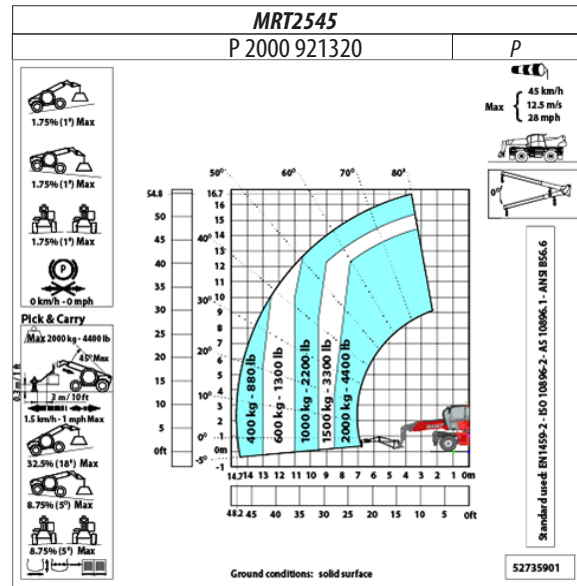 MRT2545
P 2000 921320 P
1.75% (1°) Max
1.75% (1°) Max
1.75% (1°) Max
P
0 km/h - 0 mph
Pick & Carry
Max 2000 kg - 4400 lb
45° Max
0.3 m / 1 ft
3 m / 10 ft
1.5 km/h - 1 mph Max
32.5% (18°) Max
8.75% (5°) Max
8.75% (5°) Max
Max
45 km/h
12.5 m/s
28 mph
0°
50° 60° 70° 80°
40°
30°
20°
10°
0°
-5°
54.8
50
45
40
35
30
25
20
15
10
5
0ft
16.7
16
15
14
13
12
11
10
9
8
7
6
5
4
3
2
1
0m
-1
400 kg - 880 lb
600 kg - 1300 lb
1000 kg - 2200 lb
1500 kg - 3300 lb
2000 kg - 4400 lb
14.7 14 13 12 11 10 9 8 7 6 5 4 3 2 1 0m
48.2 45 40 35 30 25 20 15 10 5 0ft
Ground conditions: solid surface
Standard used: EN1459-2 - ISO 10896-2 - AS 10896.1 - ANSI B56.6
52735901